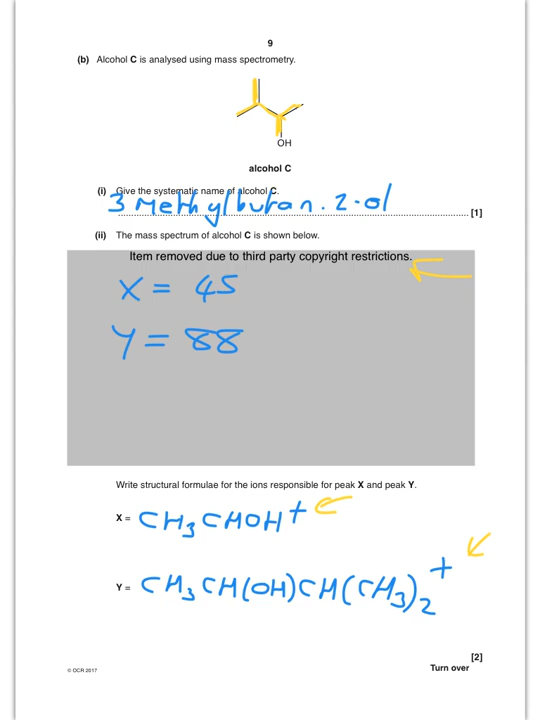 9
(b) Alcohol C is analysed using mass spectrometry.
OH
alcohol C
(i) Give the systematic name of alcohol C.
3 Methylbutan. 2-ol
[1]
(ii) The mass spectrum of alcohol C is shown below.
Item removed due to third party copyright restrictions.
X = 45
Y = 88
Write structural formulae for the ions responsible for peak X and peak Y.
X = CH3CHOH+
Y = CH3CH(OH)CH(CH3)2+
[2]
© OCR 2017
Turn over